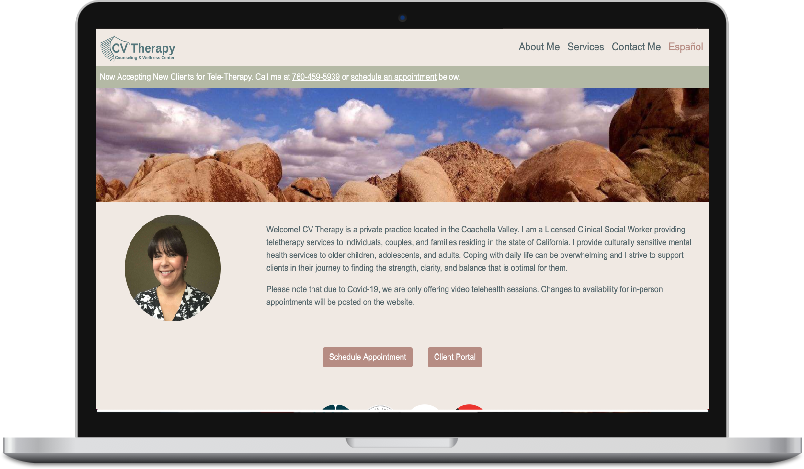 CV Therapy
Counseling & Wellness Center
About Me Services Contact Me Español
Now Accepting New Clients for Tele-Therapy. Call me at 760-459-5939 or schedule an appointment below.
Welcome! CV Therapy is a private practice located in the Coachella Valley. I am a Licensed Clinical Social Worker providing
teletherapy services to individuals, couples, and families residing in the state of California. I provide culturally sensitive mental
health services to older children, adolescents, and adults. Coping with daily life can be overwhelming and I strive to support
clients in their journey to finding the strength, clarity, and balance that is optimal for them.
Please note that due to Covid-19, we are only offering video telehealth sessions. Changes to availability for in-person
appointments will be posted on the website.
Schedule Appointment Client Portal